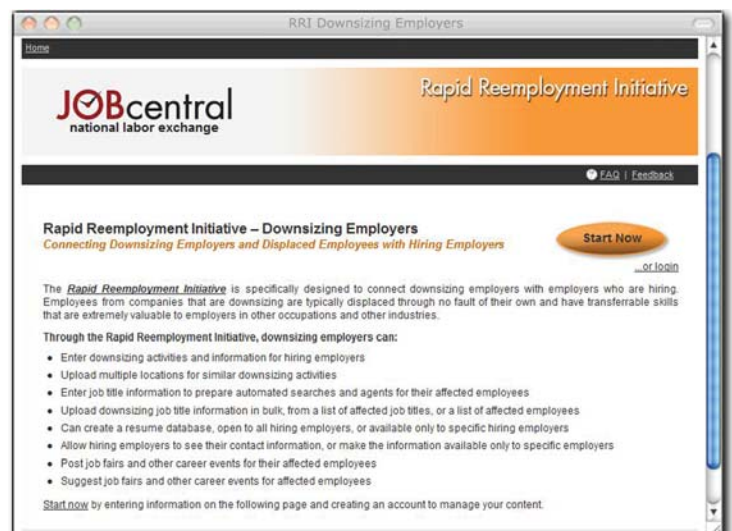 RRI Downsizing Employers
Home
JOBcentral
national labor exchange
Rapid Reemployment Initiative
? FAQ | Feedback
Rapid Reemployment Initiative – Downsizing Employers
Connecting Downsizing Employers and Displaced Employees with Hiring Employers
Start Now
...or login
The Rapid Reemployment Initiative is specifically designed to connect downsizing employers with employers who are hiring.
Employees from companies that are downsizing are typically displaced through no fault of their own and have transferrable skills
that are extremely valuable to employers in other occupations and other industries.
Through the Rapid Reemployment Initiative, downsizing employers can:
• Enter downsizing activities and information for hiring employers
• Upload multiple locations for similar downsizing activities
• Enter job title information to prepare automated searches and agents for their affected employees
• Upload downsizing job title information in bulk, from a list of affected job titles, or a list of affected employees
• Can create a resume database, open to all hiring employers, or available only to specific hiring employers
• Allow hiring employers to see their contact information, or make the information available only to specific employers
• Post job fairs and other career events for their affected employees
• Suggest job fairs and other career events for affected employees
Start now by entering information on the following page and creating an account to manage your content.